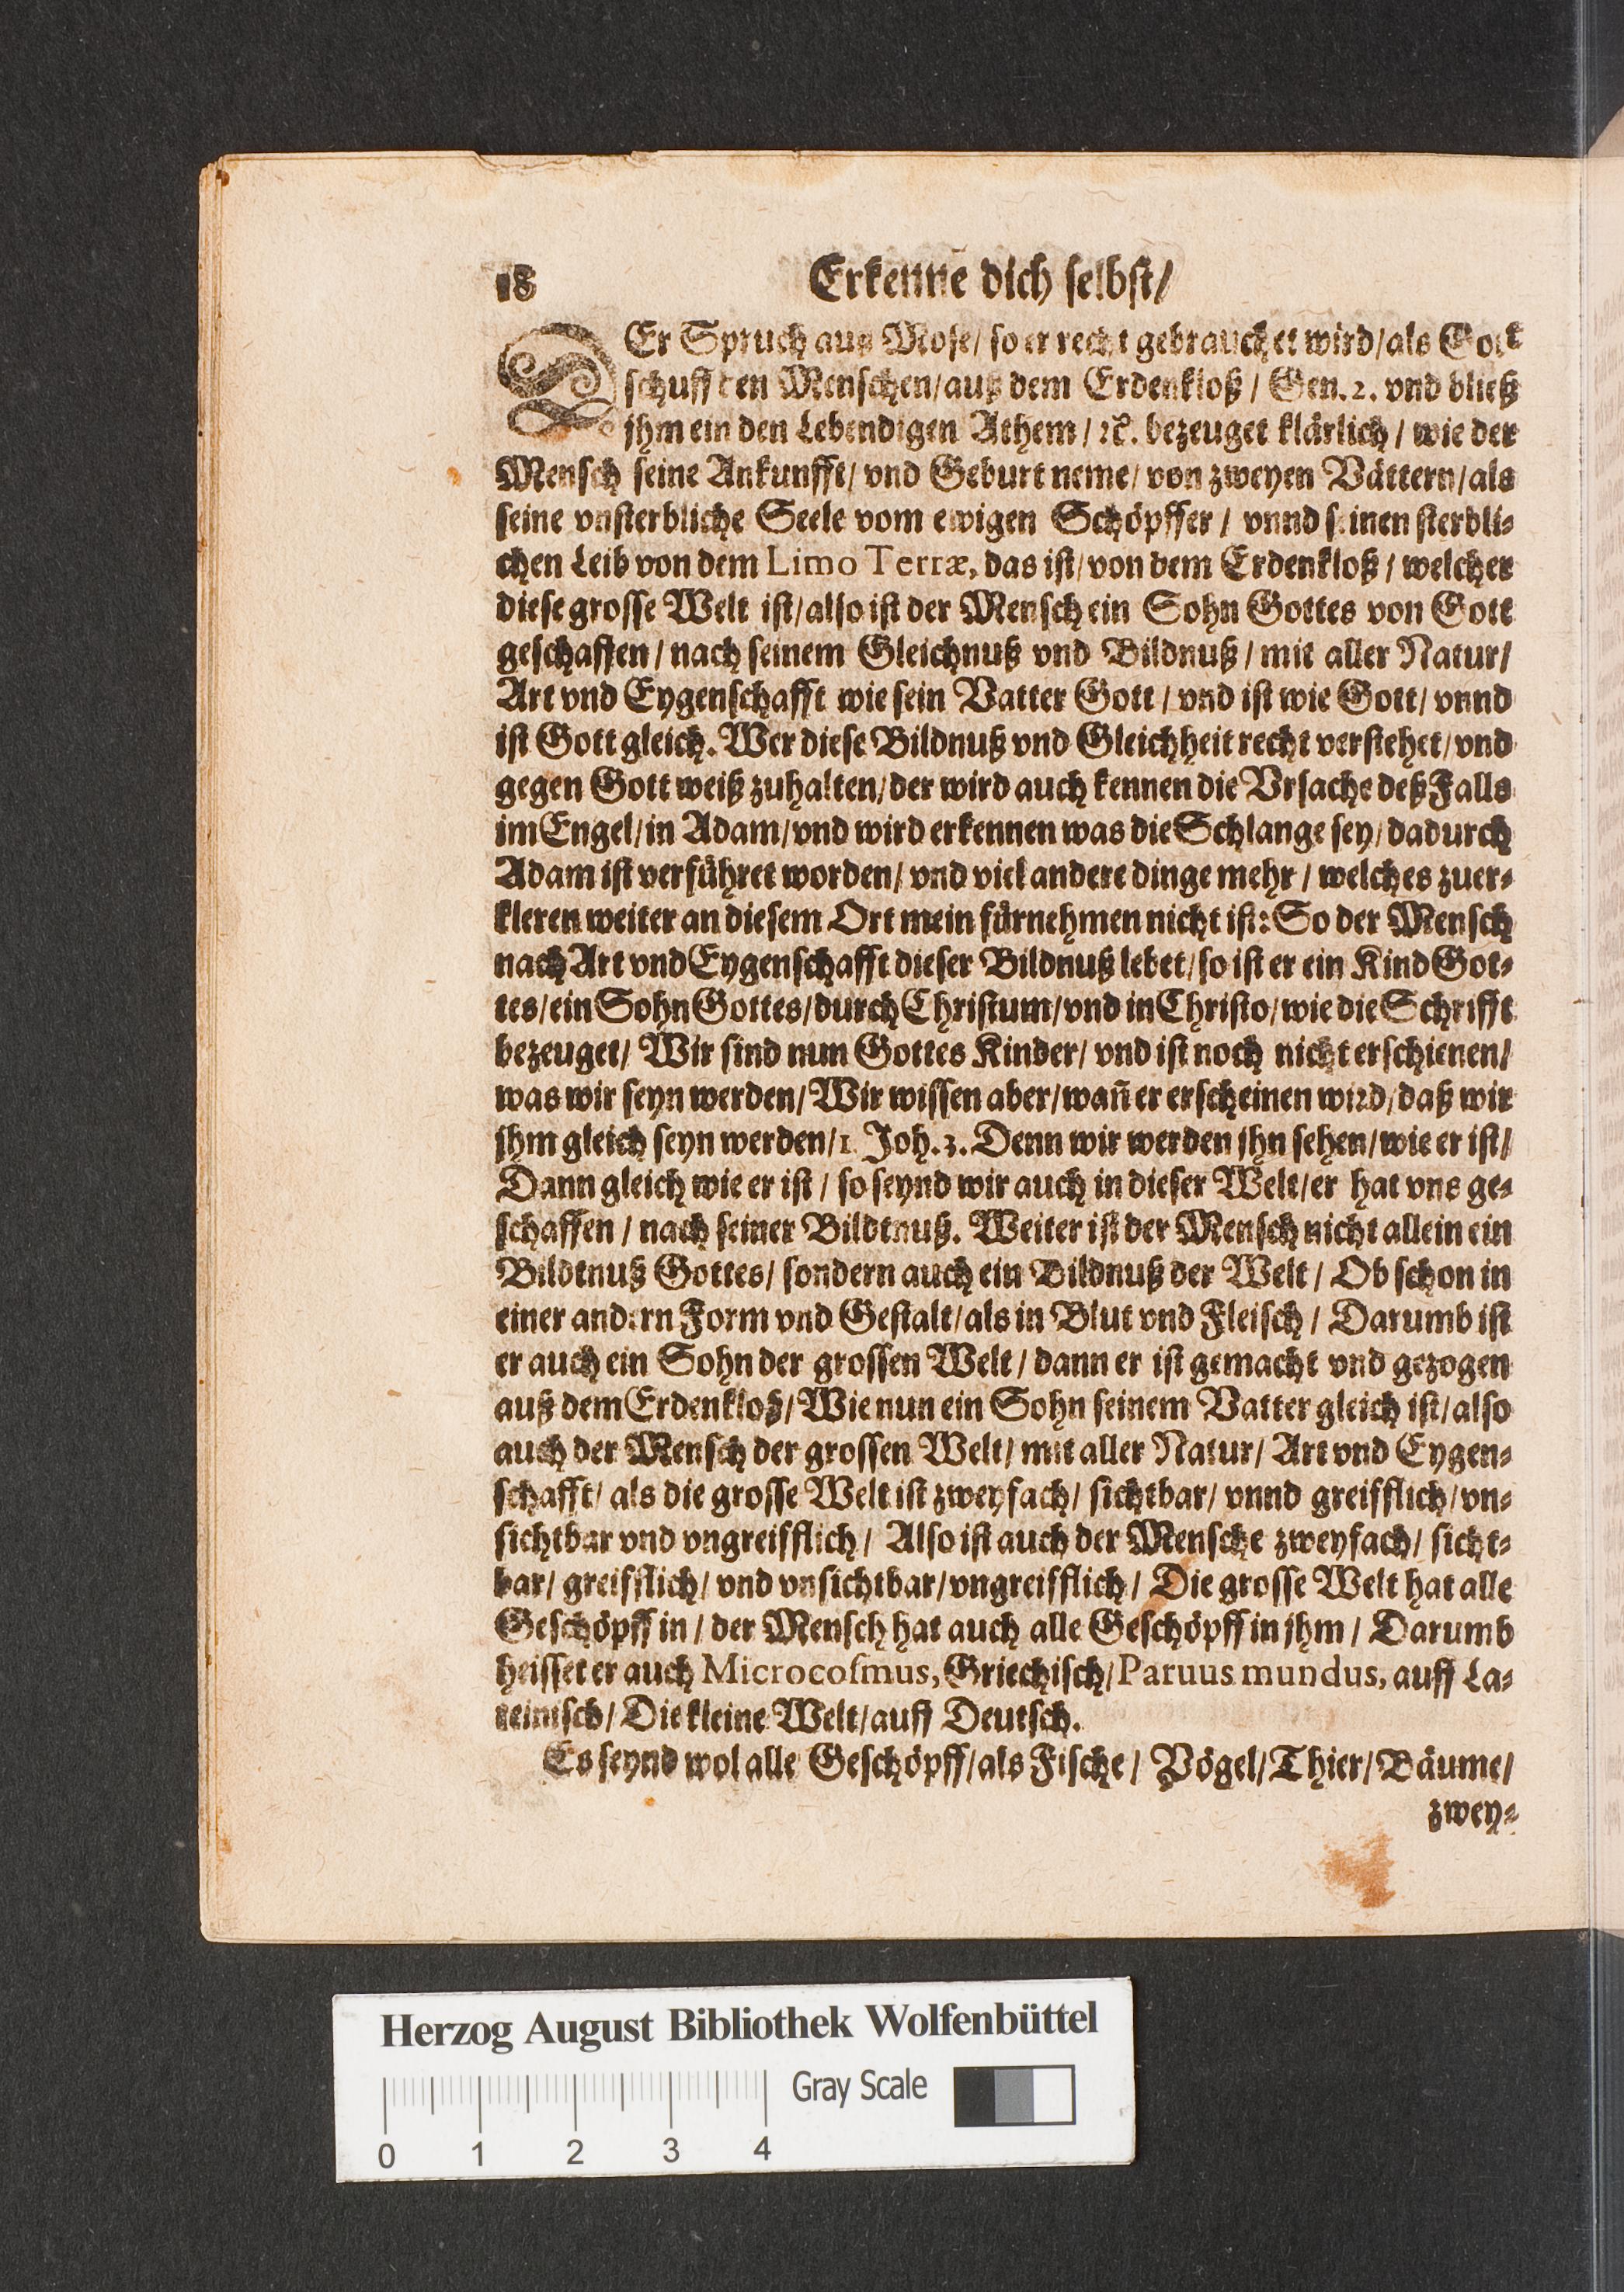 18 Erkenne dich selbst/
DEr Spruch auß Mose/ so er recht gebrauchet wird/als Gott
schuff den Menschen/auß dem Erdenkloß / Gen. 2. vnd bließ
jhm ein den Lebendigen Athem / ꝛc. bezeuget klärlich / wie der
Mensch seine Ankunfft/ vnd Geburt neme/ von zweyen Vättern/als
seine vnsterbliche Seele vom ewigen Schöpffer / vnnd seinen sterbli⸗
chen Leib von dem Limo Terræ, das ist/von dem Erdenkloß / welcher
diese grosse Welt ist/also ist der Mensch ein Sohn Gottes von Gott
geschaffen / nach seinem Gleichnuß vnd Bildnuß / mit aller Natur/
Art vnd Eygenschafft wie sein Vatter Gott / vnd ist wie Gott/ vnnd
ist Gott gleich. Wer diese Bildnuß vnd Gleichheit recht verstehet/vnd
gegen Gott weiß zuhalten/der wird auch kennen die Vrsache deß Falls
im Engel/in Adam/vnd wird erkennen was die Schlange sey/dadurch
Adam ist verführet worden/ vnd viel andere dinge mehr / welches zuer⸗
kleren weiter an diesem Ort mein fürnehmen nicht ist: So der Mensch
nach Art vnd Eygenschafft dieser Bildnuß lebet/so ist er ein Kind Got⸗
tes/ein Sohn Gottes/durch Christum/vnd in Christo/wie die Schrifft
bezeuget/ Wir sind nun Gottes Kinder/ vnd ist noch nicht erschienen/
was wir seyn werden/Wir wissen aber/wañ er erscheinen wird/daß wir
jhm gleich seyn werden/1. Joh. 3. Denn wir werden jhn sehen/wie er ist/
Dann gleich wie er ist / so seynd wir auch in dieser Welt/er hat vns ge⸗
schaffen / nach seiner Bildtnuß. Weiter ist der Mensch nicht allein ein
Bildtnuß Gottes/ sondern auch ein Bildnuß der Welt / Ob schon in
einer andern Form vnd Gestalt/als in Blut vnd Fleisch / Darumb ist
er auch ein Sohn der grossen Welt / dann er ist gemacht vnd gezogen
auß dem Erdenkloß/Wie nun ein Sohn seinem Vatter gleich ist/also
auch der Mensch der grossen Welt/ mit aller Natur/ Art vnd Eygen⸗
schafft/ als die grosse Welt ist zweyfach/ sichtbar/ vnnd greifflich/vn⸗
sichtbar vnd vngreifflich / Also ist auch der Mensche zweyfach/ sicht⸗
bar/ greifflich/ vnd vnsichtbar/vngreifflich / Die grosse Welt hat alle
Geschöpff in / der Mensch hat auch alle Geschöpff in jhm / Darumb
heisset er auch Microcoſmus, Griechisch/Paruus mundus, auff La⸗
teinisch/ Die kleine Welt/auff Deutsch.
Es seynd wol alle Geschöpff/als Fische / Vögel/Thier/Bäume/
zwey⸗
Herzog August Bibliothek Wolfenbüttel
Gray Scale
0 1 2 3 4